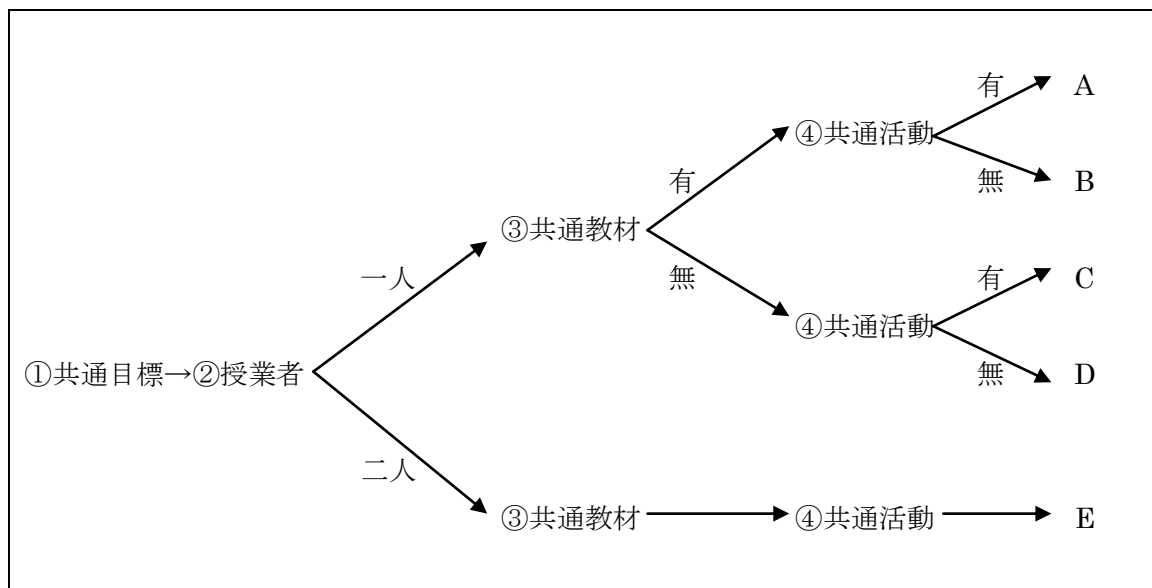 有 A
④共通活動
有 無 B
③共通教材
一人 無 有 C
④共通活動
①共通目標→②授業者 無 D
二人
③共通教材 ④共通活動 E